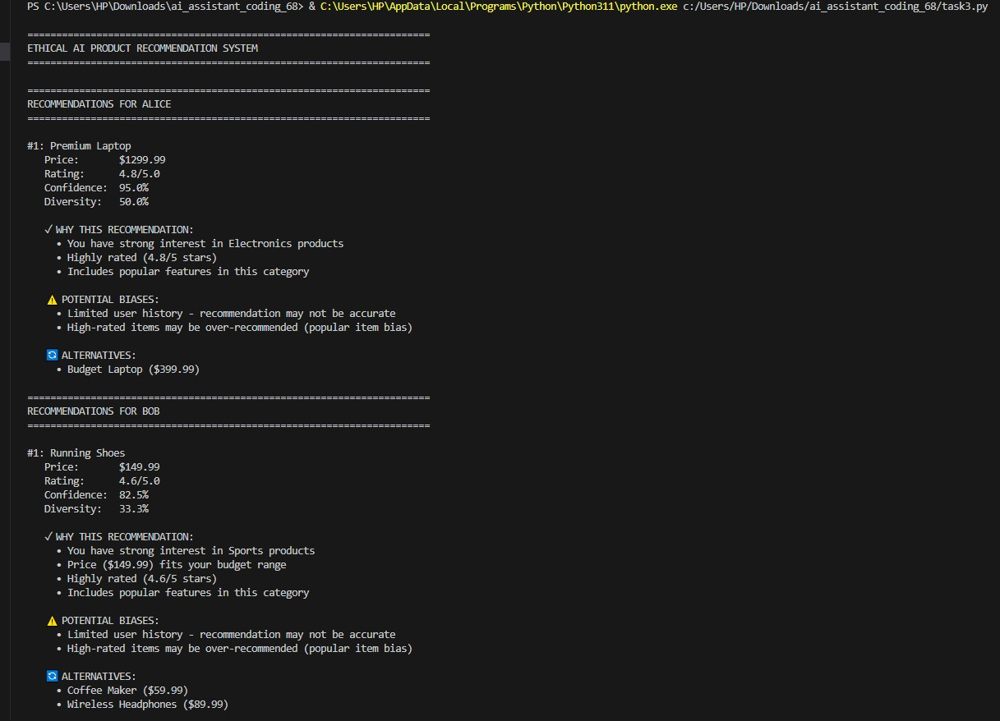 PS C:\Users\HP\Downloads\ai_assistant_coding_68> & C:\Users\HP\AppData\Local\Programs\Python\Python311\python.exe c:/Users/HP/Downloads/ai_assistant_coding_68/task3.py
======================================================================
ETHICAL AI PRODUCT RECOMMENDATION SYSTEM
======================================================================
======================================================================
RECOMMENDATIONS FOR ALICE
======================================================================
#1: Premium Laptop
Price: $1299.99
Rating: 4.8/5.0
Confidence: 95.0%
Diversity: 50.0%
✓ WHY THIS RECOMMENDATION:
• You have strong interest in Electronics products
• Highly rated (4.8/5 stars)
• Includes popular features in this category
⚠️ POTENTIAL BIASES:
• Limited user history - recommendation may not be accurate
• High-rated items may be over-recommended (popular item bias)
🔄 ALTERNATIVES:
• Budget Laptop ($399.99)
======================================================================
RECOMMENDATIONS FOR BOB
======================================================================
#1: Running Shoes
Price: $149.99
Rating: 4.6/5.0
Confidence: 82.5%
Diversity: 33.3%
✓ WHY THIS RECOMMENDATION:
• You have strong interest in Sports products
• Price ($149.99) fits your budget range
• Highly rated (4.6/5 stars)
• Includes popular features in this category
⚠️ POTENTIAL BIASES:
• Limited user history - recommendation may not be accurate
• High-rated items may be over-recommended (popular item bias)
🔄 ALTERNATIVES:
• Coffee Maker ($59.99)
• Wireless Headphones ($89.99)